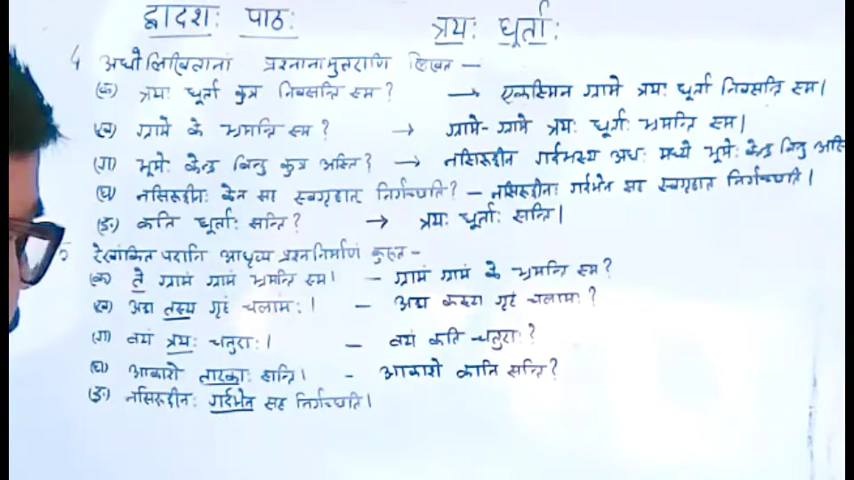 द्वादशः पाठः त्रयः धूर्ताः
4 अधोलिखितानां प्रश्नानामुत्तराणि लिखत —
(क) त्रयः धूर्ता कुत्र निवसन्ति स्म? → एकस्मिन ग्रामे त्रयः धूर्ता निवसन्ति स्म।
(ख) ग्रामे के भ्रमन्ति स्म? → ग्रामे-ग्रामे त्रयः धूर्ताः भ्रमन्ति स्म।
(ग) भूमेः केन्द्र बिन्दु कुत्र अस्ति? → नसिरूद्दीन गर्दभस्य अधः मध्ये भूमेः केन्द्र बिन्दु अस्ति
(घ) नसिरूद्दीनः केन सह स्वगृहात निर्गच्छति? – नसिरूद्दीनः गर्दभेन सह स्वगृहात निर्गच्छति।
(ङ) कति धूर्ताः सन्ति? → त्रयः धूर्ताः सन्ति।
रेखांकित पदानि आधृत्य प्रश्ननिर्माणं कुरुत –
(क) ते ग्रामं ग्रामं भ्रमन्ति स्म। – ग्रामं ग्रामं के भ्रमन्ति स्म?
(ख) अद्य तस्य गृहं चलामः। – अद्य कस्य गृहं चलामः?
(ग) वयं त्रयः चतुराः। – वयं कति चतुराः?
(घ) आकाशे तारकाः सन्ति। - आकाशे कानि सन्ति?
(ङ) नसिरूद्दीनः गर्दभेन सह निर्गच्छति।